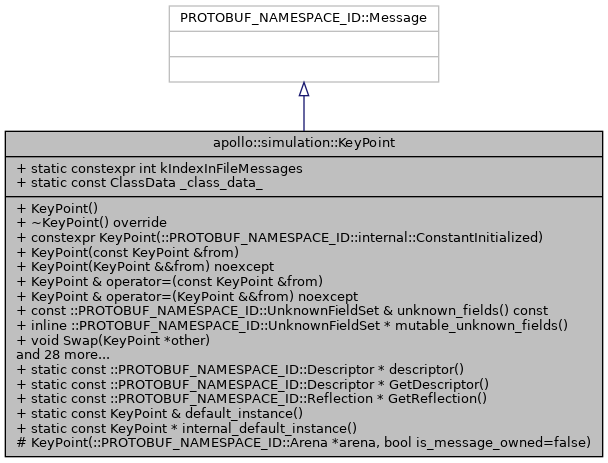 PROTOBUF_NAMESPACE_ID::Message
apollo::simulation::KeyPoint
+ static constexpr int kIndexInFileMessages
+ static const ClassData _class_data_
+ KeyPoint()
+ ~KeyPoint() override
+ constexpr KeyPoint(::PROTOBUF_NAMESPACE_ID::internal::ConstantInitialized)
+ KeyPoint(const KeyPoint &from)
+ KeyPoint(KeyPoint &&from) noexcept
+ KeyPoint & operator=(const KeyPoint &from)
+ KeyPoint & operator=(KeyPoint &&from) noexcept
+ const ::PROTOBUF_NAMESPACE_ID::UnknownFieldSet & unknown_fields() const
+ inline ::PROTOBUF_NAMESPACE_ID::UnknownFieldSet * mutable_unknown_fields()
+ void Swap(KeyPoint *other)
and 28 more...
+ static const ::PROTOBUF_NAMESPACE_ID::Descriptor * descriptor()
+ static const ::PROTOBUF_NAMESPACE_ID::Descriptor * GetDescriptor()
+ static const ::PROTOBUF_NAMESPACE_ID::Reflection * GetReflection()
+ static const KeyPoint & default_instance()
+ static const KeyPoint * internal_default_instance()
# KeyPoint(::PROTOBUF_NAMESPACE_ID::Arena *arena, bool is_message_owned=false)